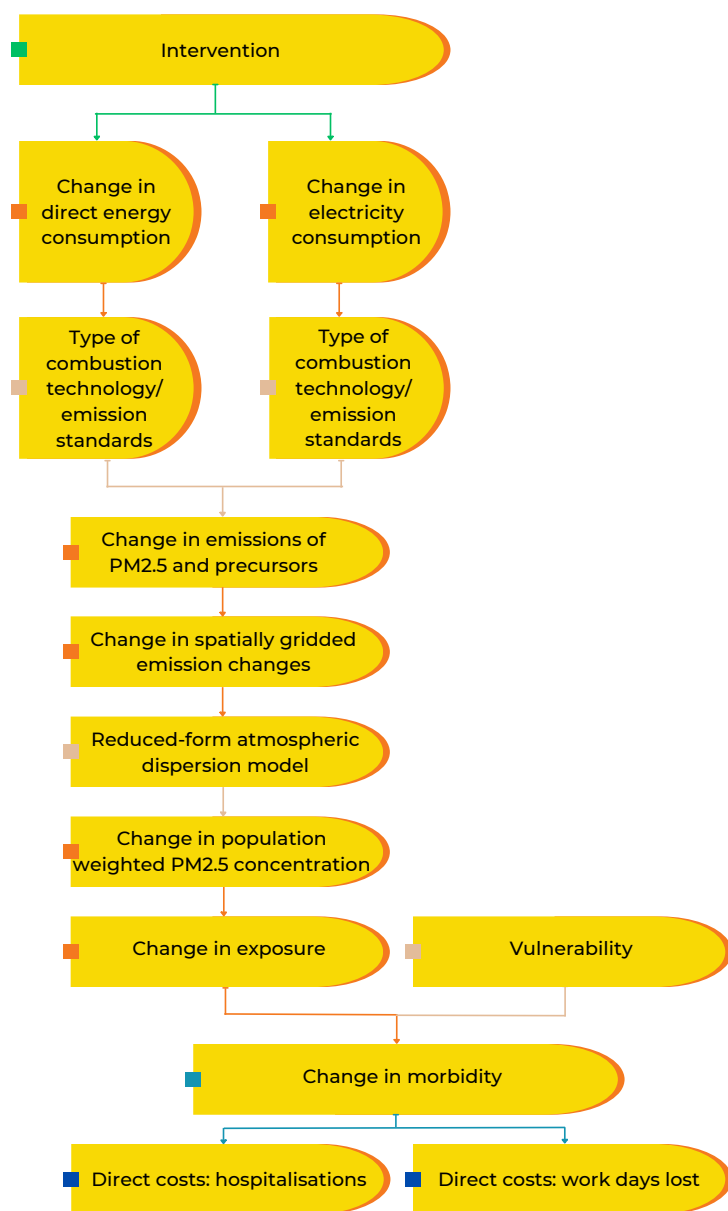 Intervention
Change in
direct energy
consumption
Change in
electricity
consumption
Type of
combustion
technology/
emission
standards
Type of
combustion
technology/
emission
standards
Change in emissions of
PM2.5 and precursors
Change in spatially gridded
emission changes
Reduced-form atmospheric
dispersion model
Change in population
weighted PM2.5 concentration
Change in exposure
Vulnerability
Change in morbidity
Direct costs: hospitalisations
Direct costs: work days lost